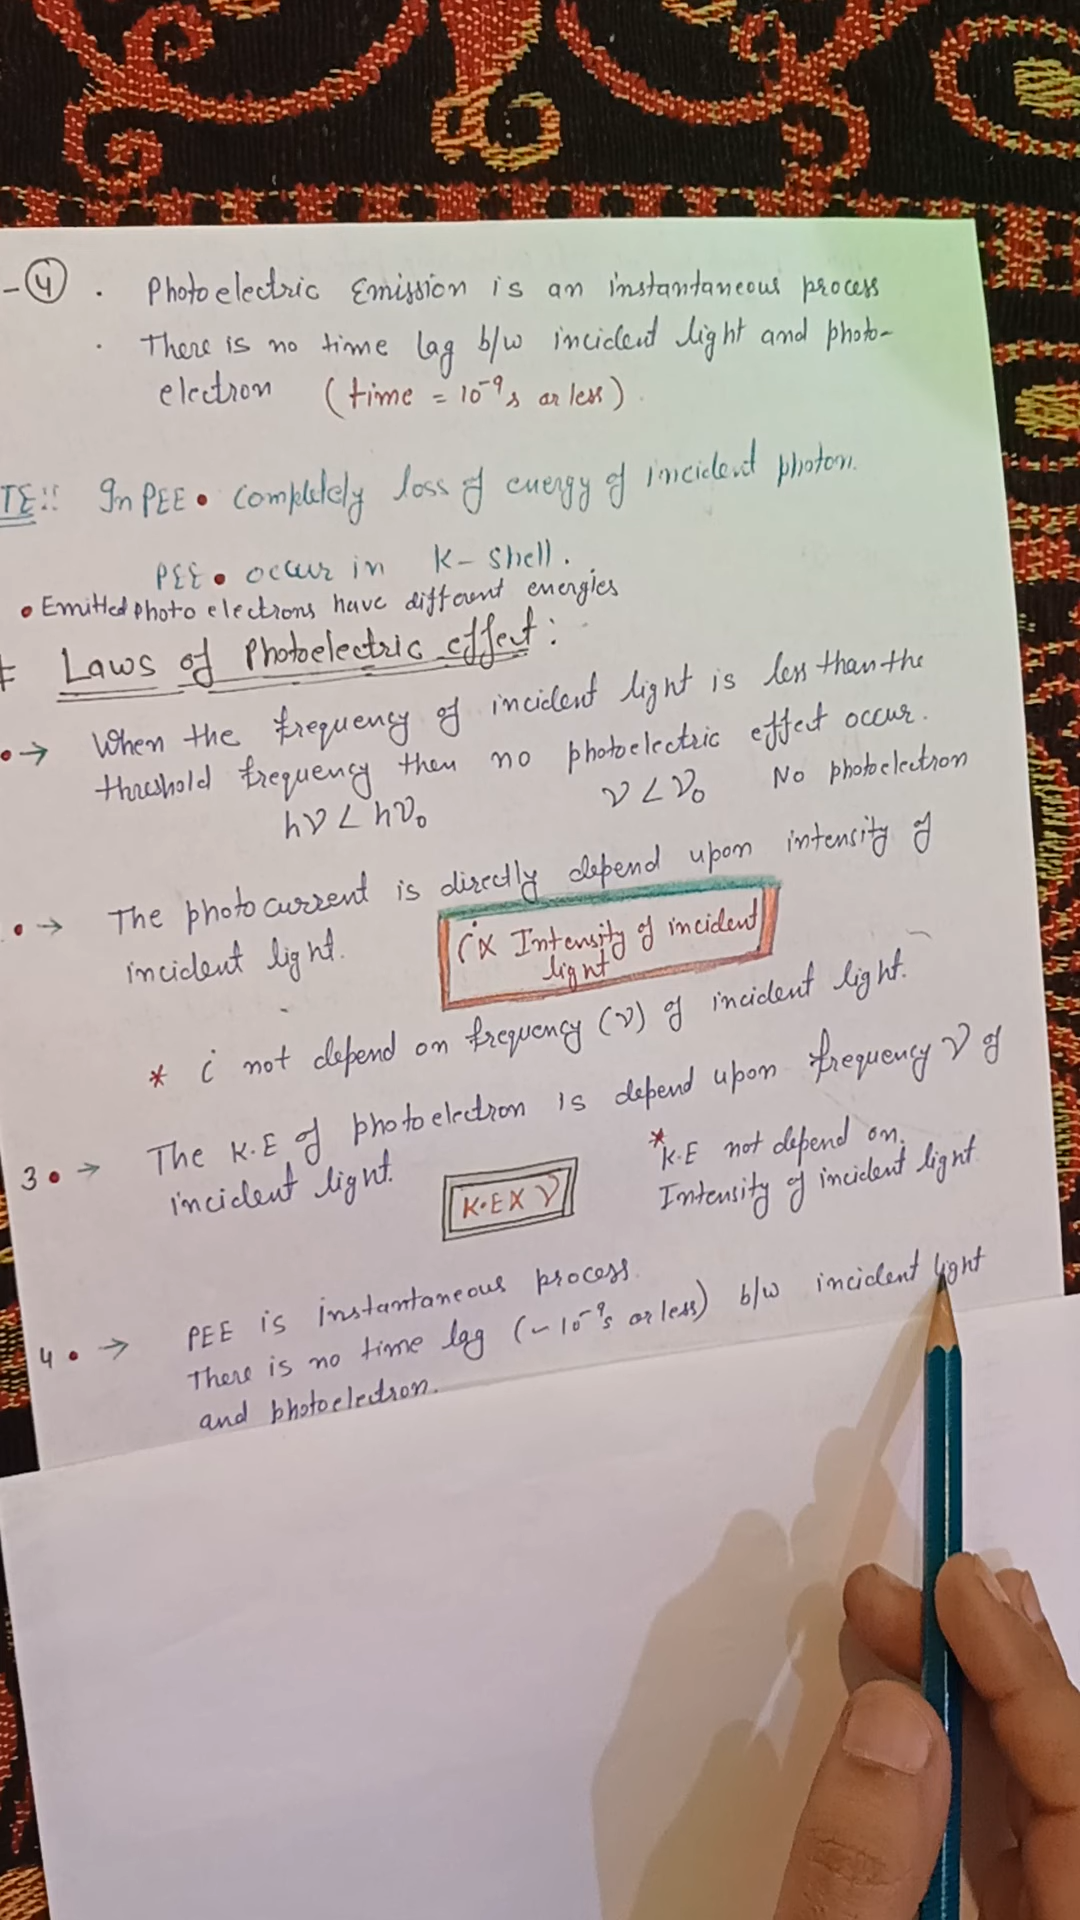 -④ . Photoelectric Emission is an instantaneous process
. There is no time lag b/w incident light and photo-
electron (time = 10⁻⁹s or less)
TE!! In PEE • Completely loss of energy of incident photon.
PEE • occur in K-shell.
• Emitted photo electrons have different energies
Laws of Photoelectric effect:
•→ When the frequency of incident light is less than the
threshold frequency then no photoelectric effect occur.
hν < hν₀ ν < ν₀ No photoelectron
•→ The photocurrent is directly depend upon intensity of
incident light. i ∝ Intensity of incident
light
* i not depend on frequency (ν) of incident light.
3 •→ The K.E of photoelectron is depend upon frequency ν of
incident light. K.E ∝ ν
*K.E not depend on
Intensity of incident light.
4 •→ PEE is instantaneous process.
There is no time lag (~10⁻⁹s or less) b/w incident light
and photoelectron.